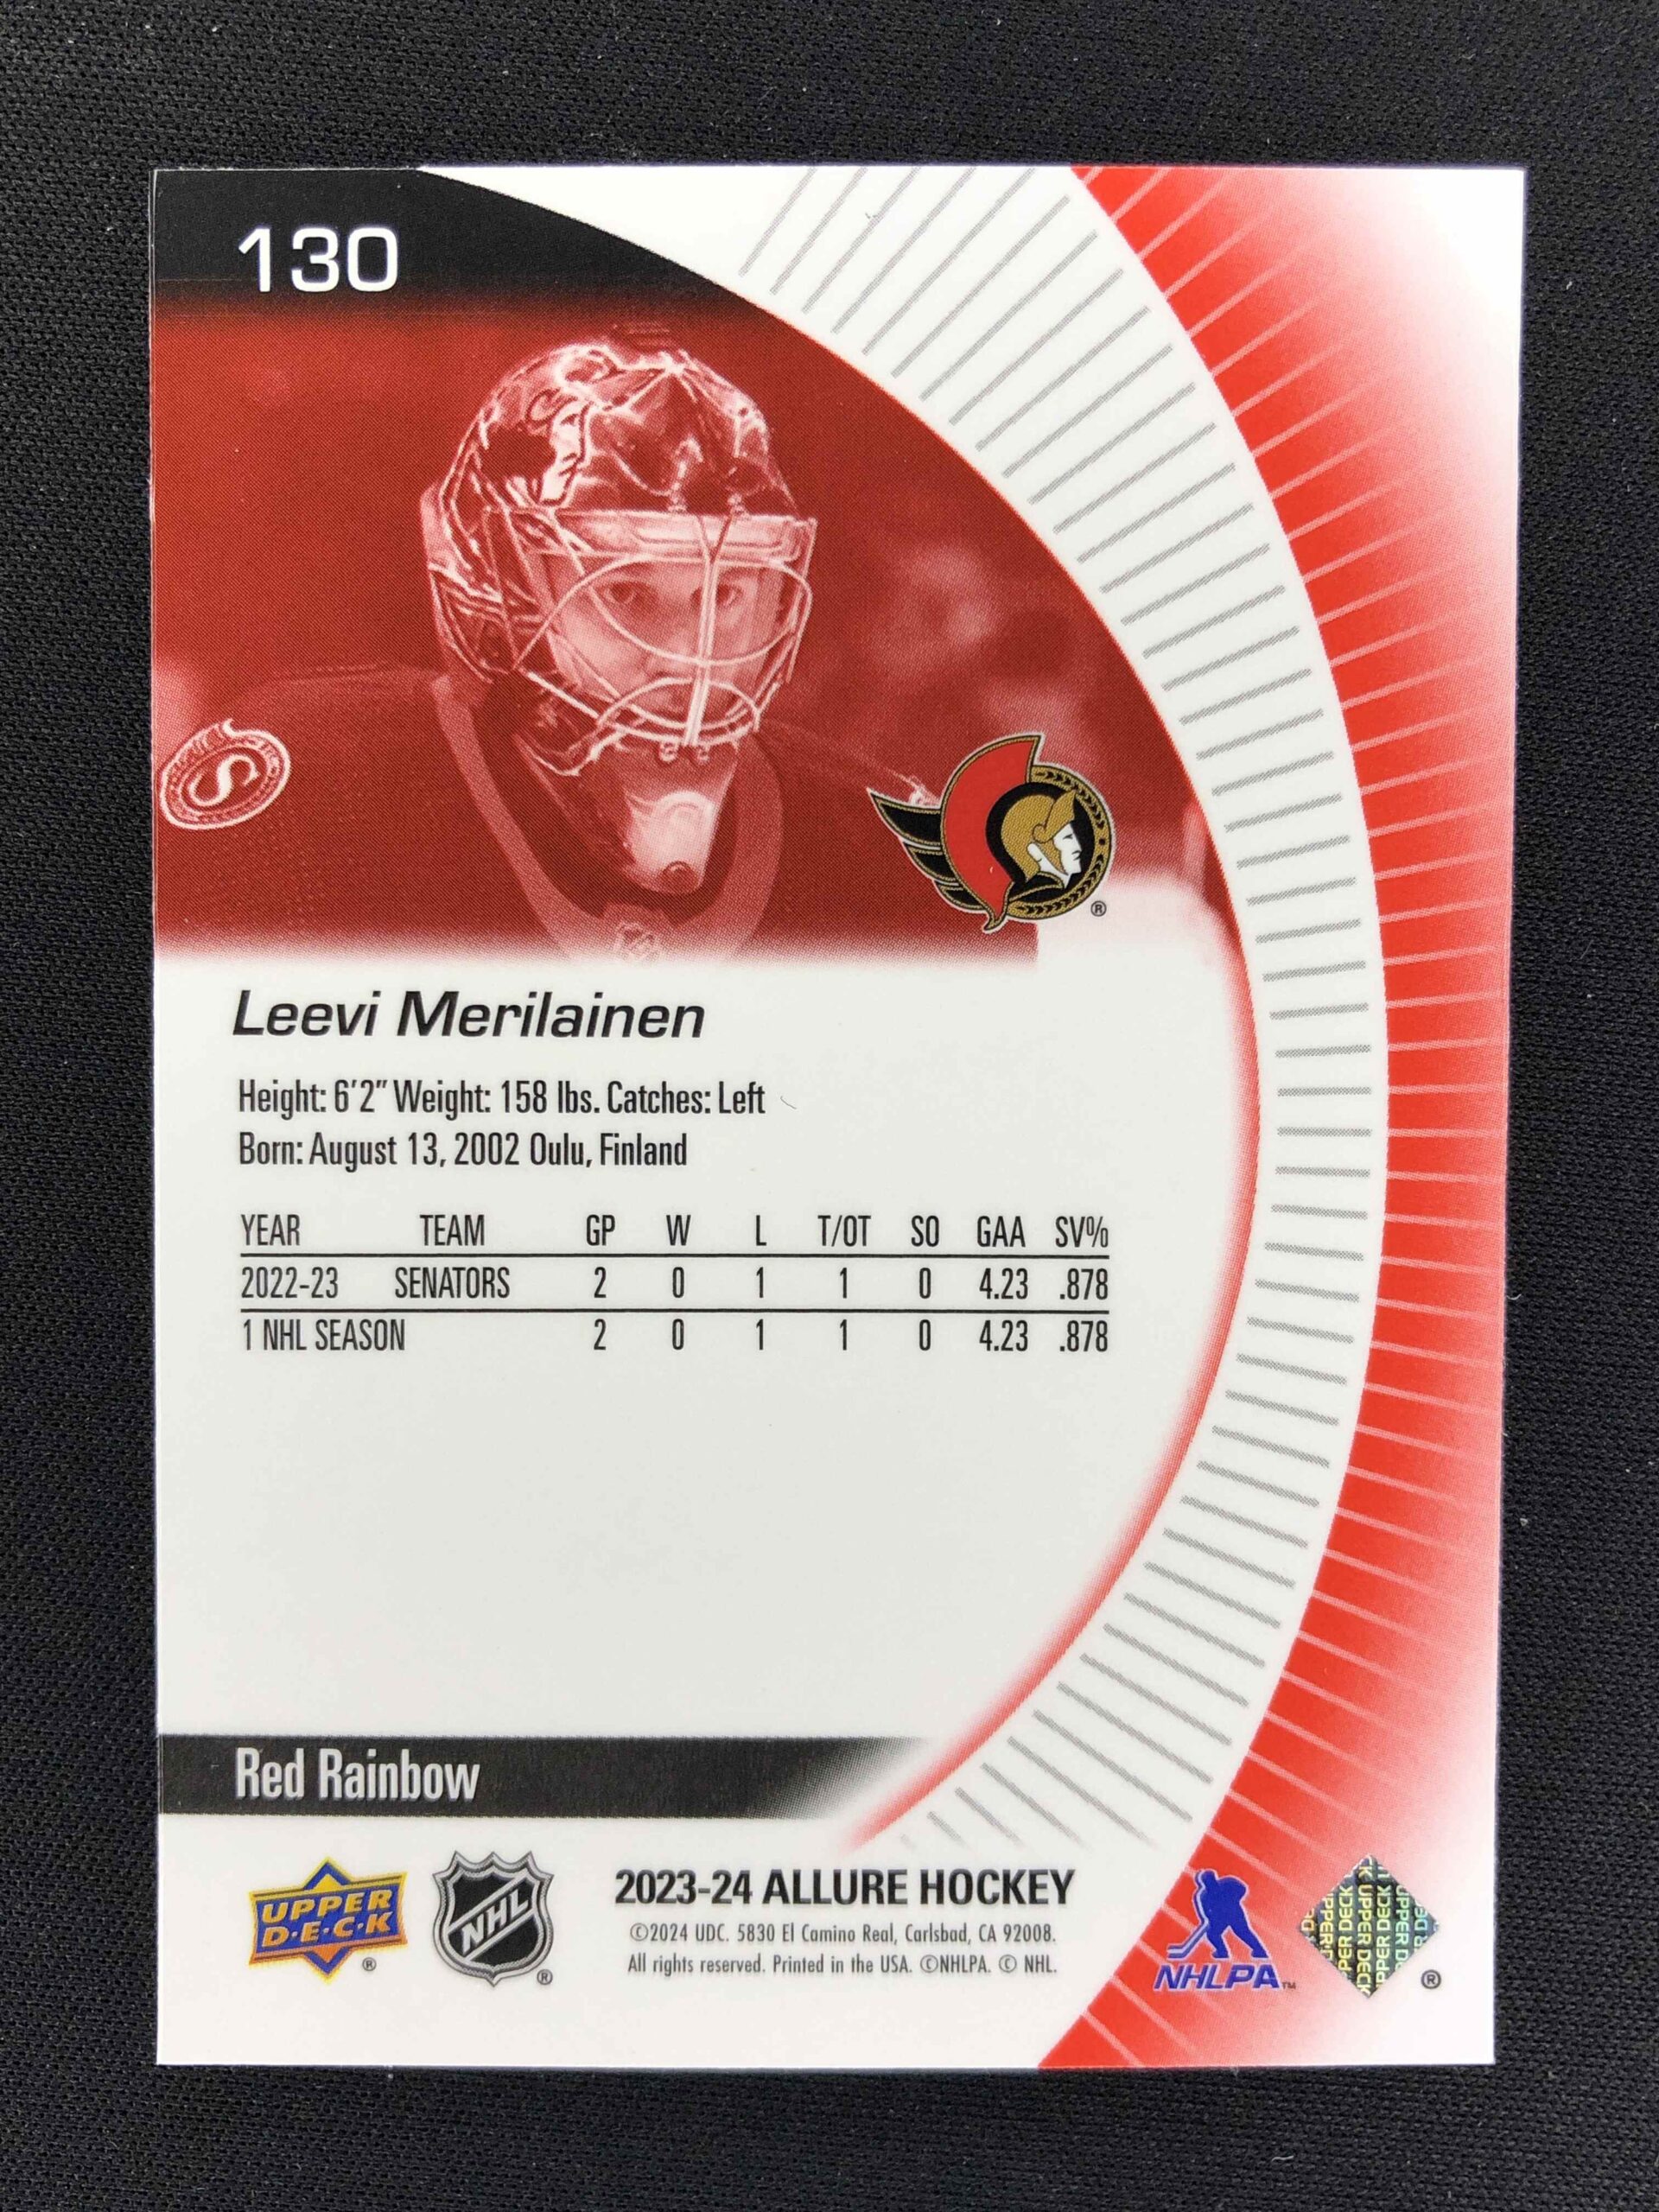 130
S
Leevi Merilainen
Height: 6'2" Weight: 158 lbs. Catches: Left
Born: August 13, 2002 Oulu, Finland
YEAR TEAM GP W L T/OT SO GAA SV%
2022-23 SENATORS 2 0 1 1 0 4.23 .878
1 NHL SEASON 2 0 1 1 0 4.23 .878
Red Rainbow
UPPER
D·E·C·K
®
NHL
®
2023-24 ALLURE HOCKEY
©2024 UDC. 5830 El Camino Real, Carlsbad, CA 92008.
All rights reserved. Printed in the USA. ©NHLPA. © NHL.
NHLPA™
UPPER DECK
®